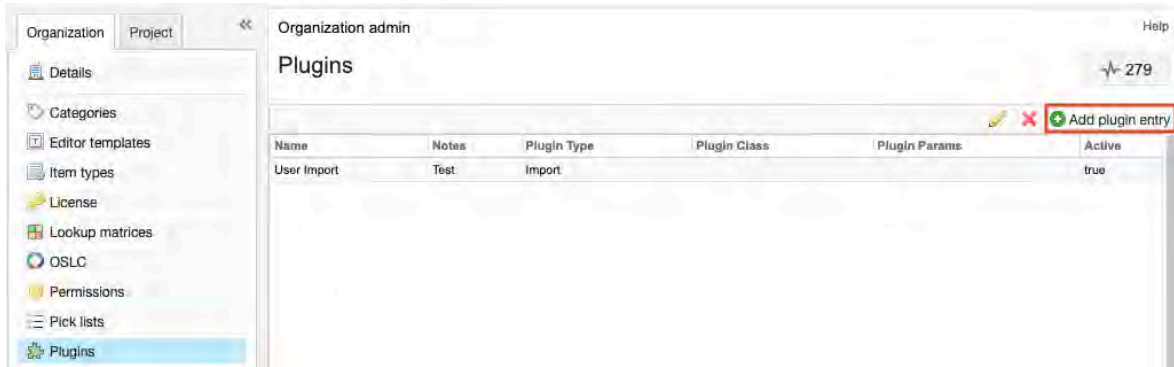 Organization Project
Details
Categories
Editor templates
Item types
License
Lookup matrices
OSLC
Permissions
Pick lists
Plugins
Organization admin Help
Plugins 279
Add plugin entry
Name Notes Plugin Type Plugin Class Plugin Params Active
User Import Test Import true